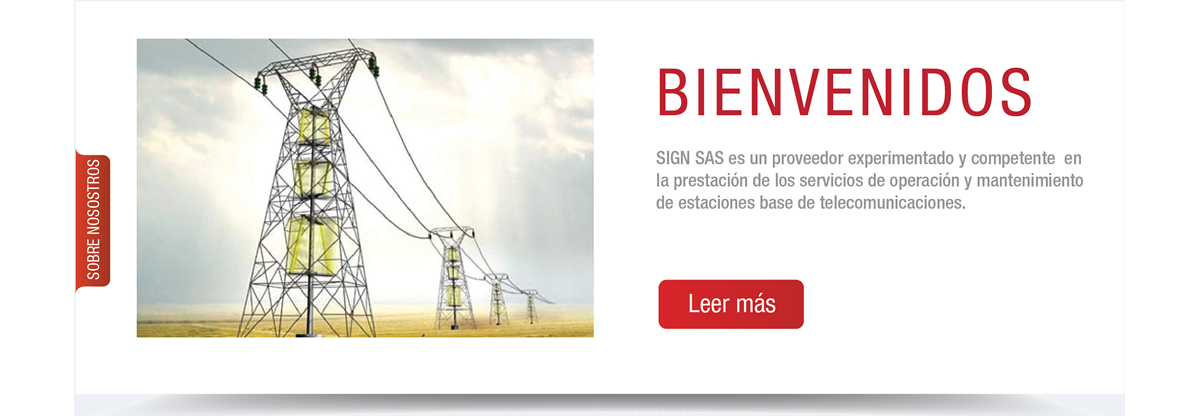 BIENVENIDOS
SIGN SAS es un proveedor experimentado y competente en
la prestación de los servicios de operación y mantenimiento
de estaciones base de telecomunicaciones.
Leer más
SOBRE NOSOSTROS